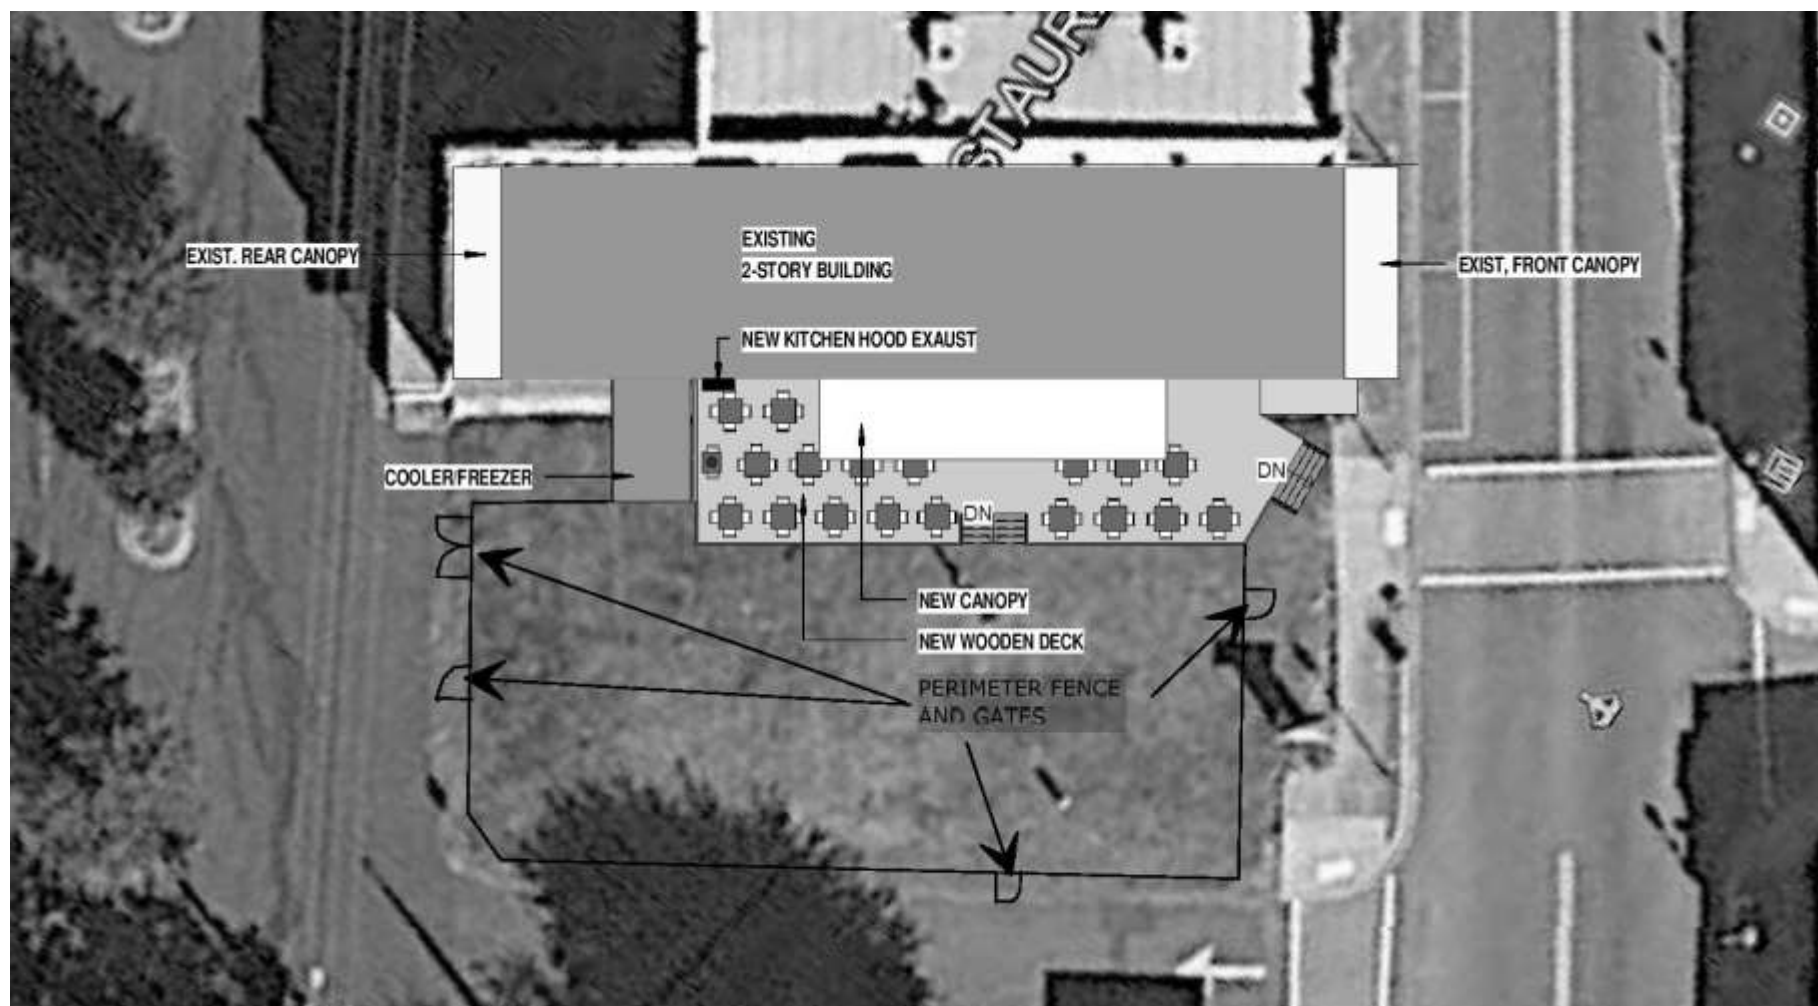 STAUR
EXIST. REAR CANOPY
EXISTING
2-STORY BUILDING
EXIST, FRONT CANOPY
NEW KITCHEN HOOD EXAUST
COOLER/FREEZER
DN
DN
NEW CANOPY
NEW WOODEN DECK
PERIMETER FENCE
AND GATES